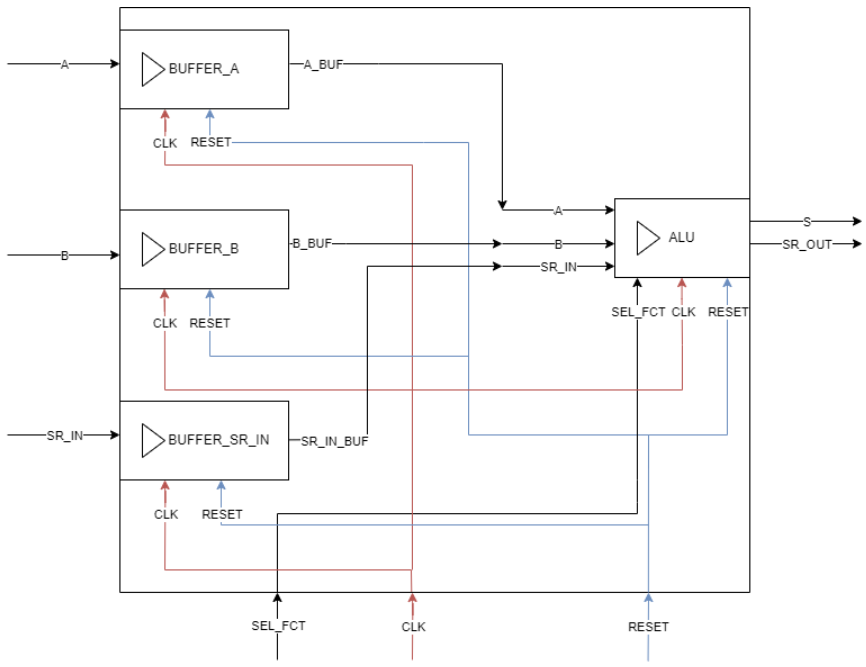 A
BUFFER_A
A_BUF
CLK
RESET
A
S
B
BUFFER_B
B_BUF
B
ALU
SR_OUT
SR_IN
CLK
RESET
SEL_FCT
CLK
RESET
SR_IN
BUFFER_SR_IN
SR_IN_BUF
CLK
RESET
SEL_FCT
CLK
RESET